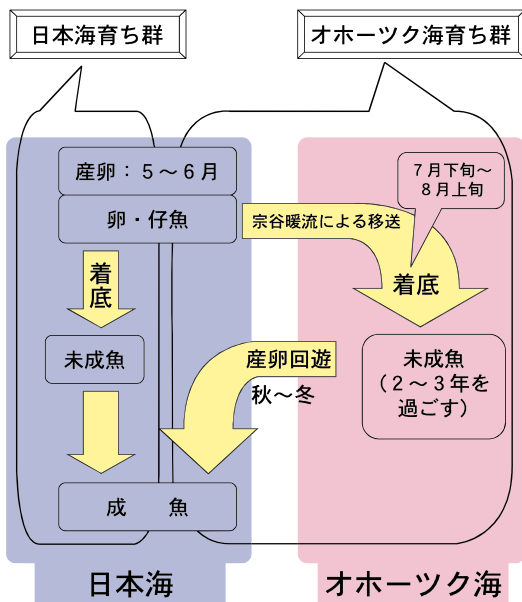 日本海育ち群
オホーツク海育ち群
産卵：５～６月
卵・仔魚
７月下旬～
８月上旬
宗谷暖流による移送
着底
着底
未成魚
産卵回遊
秋～冬
未成魚
（２～３年を
過ごす）
成　魚
日本海
オホーツク海